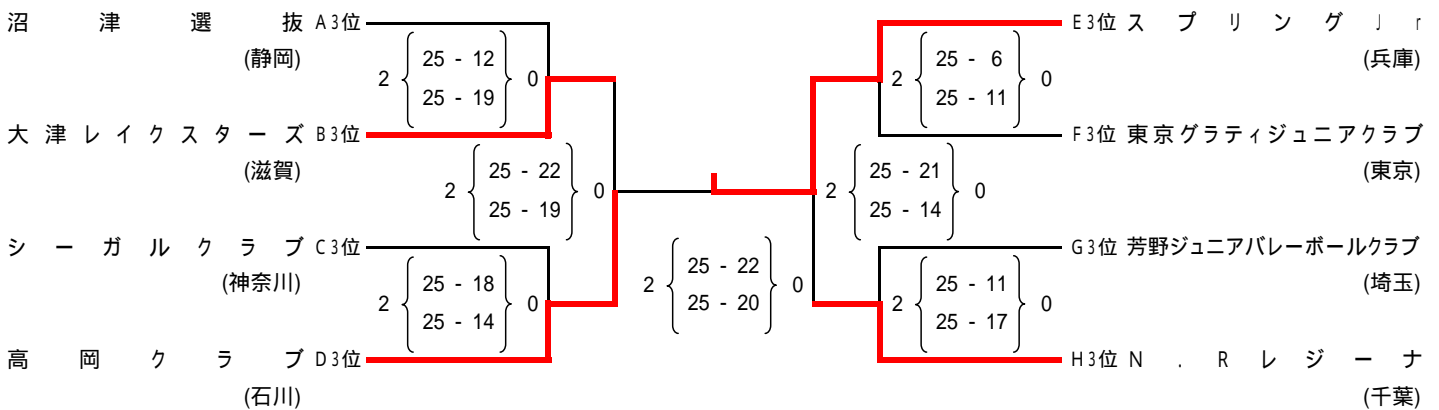 沼津選抜 A3位
(静岡)
2 25 - 12 0
25 - 19
大津レイクスターズ B3位
(滋賀)
2 25 - 22 0
25 - 19
シーガルクラブ C3位
(神奈川)
2 25 - 18 0
25 - 14
高岡クラブ D3位
(石川)
2 25 - 22 0
25 - 20
E3位 スプリングJr
(兵庫)
2 25 - 6 0
25 - 11
F3位 東京グラティジュニアクラブ
(東京)
2 25 - 21 0
25 - 14
G3位 芳野ジュニアバレーボールクラブ
(埼玉)
2 25 - 11 0
25 - 17
H3位 N.Rレジーナ
(千葉)